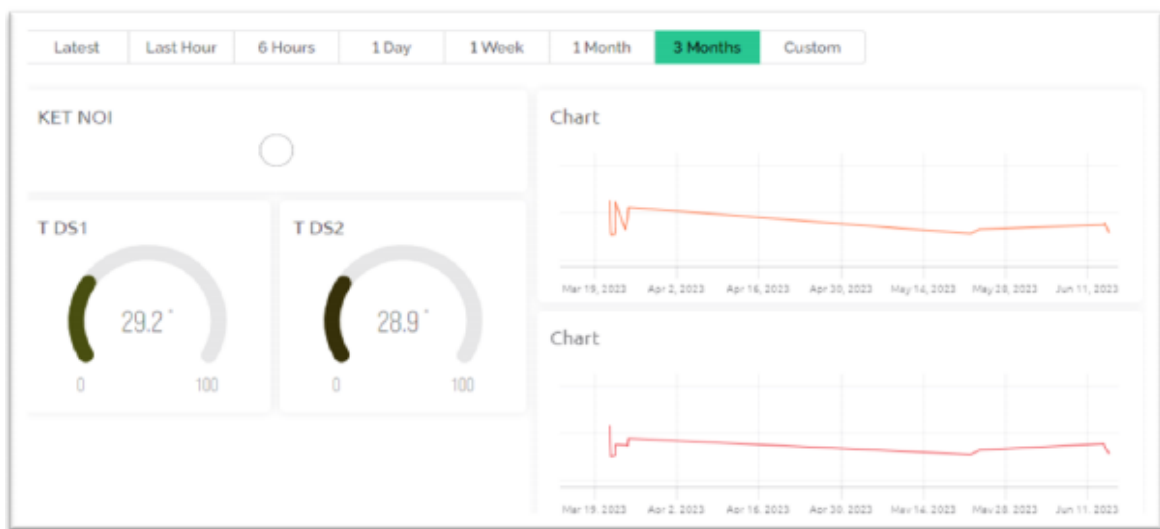 Latest Last Hour 6 Hours 1 Day 1 Week 1 Month 3 Months Custom
KET NOI
T DS1
29.2 °
0 100
T DS2
28.9 °
0 100
Chart
Mar 19, 2023 Apr 2, 2023 Apr 16, 2023 Apr 30, 2023 May 14, 2023 May 28, 2023 Jun 11, 2023
Chart
Mar 19, 2023 Apr 2, 2023 Apr 16, 2023 Apr 30, 2023 May 14, 2023 May 28, 2023 Jun 11, 2023